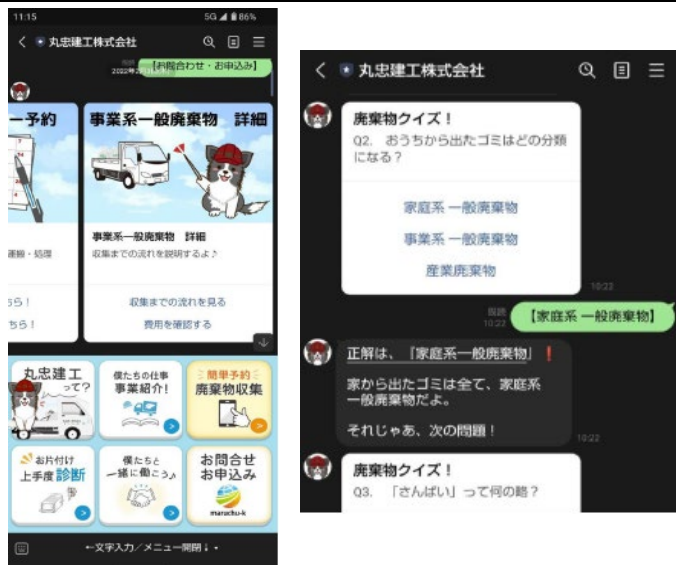 11:15
5G 86%
丸忠建工株式会社
【お問合わせ・お申込み】
ー予約
事業系一般廃棄物 詳細
事業系一般廃棄物 詳細
運搬・処理
収集までの流れを説明するよ♪
ちら!
収集までの流れを見る
ちら!
費用を確認する
丸忠建工
って?
僕たちの仕事
事業紹介!
簡単予約
廃棄物収集
お片付け
上手度診断
僕たちと
一緒に働こう♪
お問合せ
お申込み
maruchu-k
←文字入力/メニュー開閉↓・
丸忠建工株式会社
廃棄物クイズ!
Q2. おうちから出たゴミはどの分類
になる?
家庭系 一般廃棄物
事業系 一般廃棄物
産業廃棄物
10:22
既読
10:22
【家庭系 一般廃棄物】
正解は、『家庭系一般廃棄物』❗
家から出たゴミは全て、家庭系
一般廃棄物だよ。
それじゃあ、次の問題!
10:22
廃棄物クイズ!
Q3. 「さんぱい」って何の略?